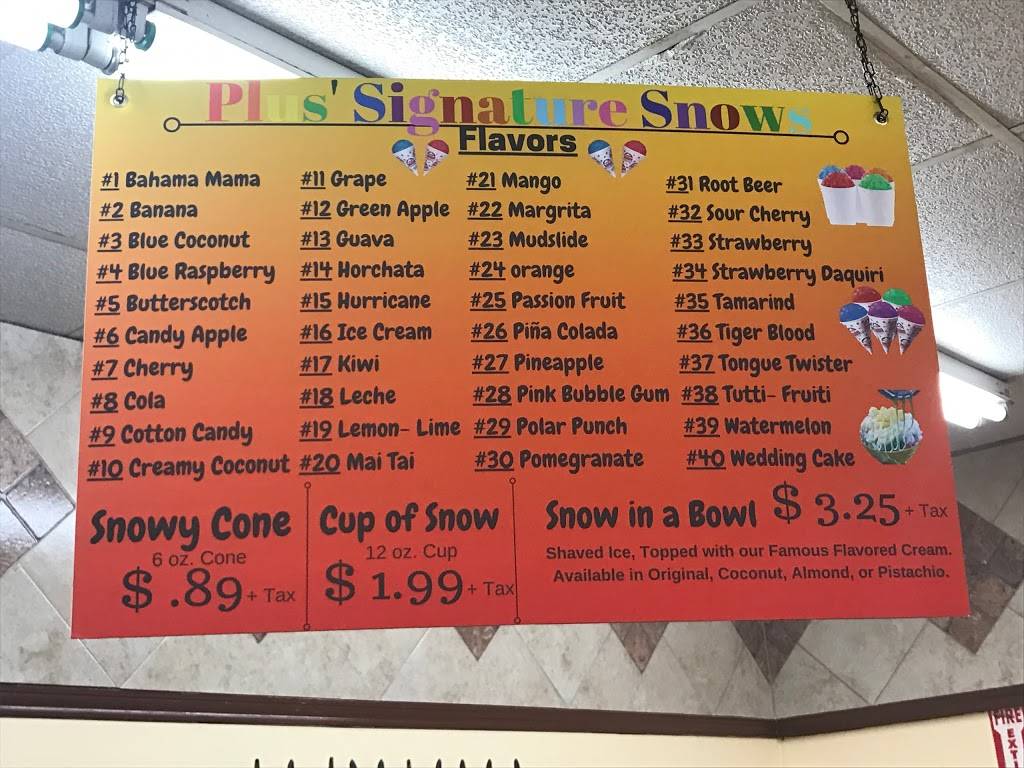 Plus' Signature Snows
Flavors
#1 Bahama Mama
#2 Banana
#3 Blue Coconut
#4 Blue Raspberry
#5 Butterscotch
#6 Candy Apple
#7 Cherry
#8 Cola
#9 Cotton Candy
#10 Creamy Coconut
#11 Grape
#12 Green Apple
#13 Guava
#14 Horchata
#15 Hurricane
#16 Ice Cream
#17 Kiwi
#18 Leche
#19 Lemon- Lime
#20 Mai Tai
#21 Mango
#22 Margrita
#23 Mudslide
#24 orange
#25 Passion Fruit
#26 Piña Colada
#27 Pineapple
#28 Pink Bubble Gum
#29 Polar Punch
#30 Pomegranate
#31 Root Beer
#32 Sour Cherry
#33 Strawberry
#34 Strawberry Daquiri
#35 Tamarind
#36 Tiger Blood
#37 Tongue Twister
#38 Tutti- Fruiti
#39 Watermelon
#40 Wedding Cake
Snowy Cone
6 oz. Cone
$ .89 + Tax
Cup of Snow
12 oz. Cup
$ 1.99 + Tax
Snow in a Bowl $ 3.25 + Tax
Shaved Ice, Topped with our Famous Flavored Cream.
Available in Original, Coconut, Almond, or Pistachio.
FIRE